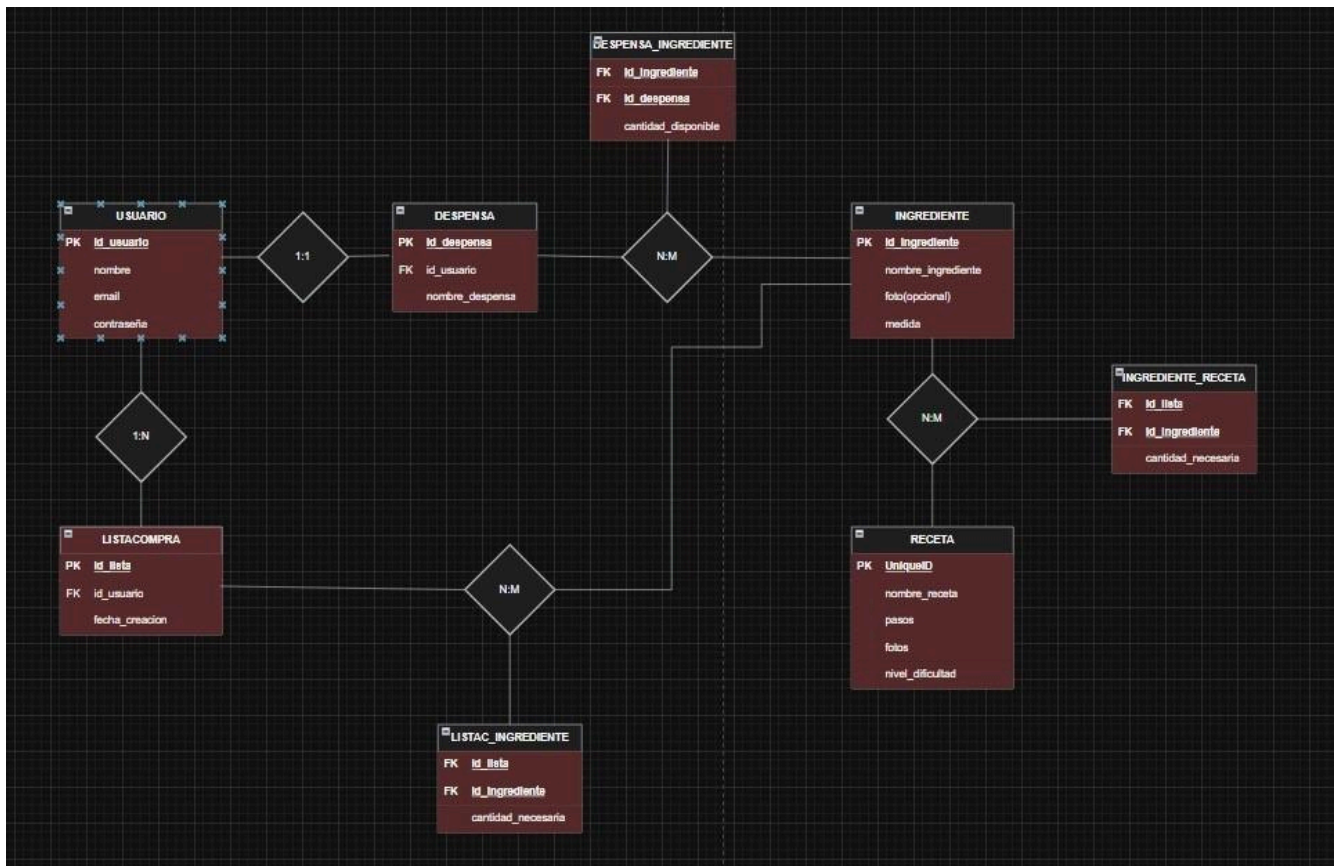 DESPENSA_INGREDIENTE
FK id_ingrediente
FK id_despensa
cantidad_disponible
USUARIO
PK id_usuario
nombre
email
contraseña
1:1
DESPENSA
PK id_despensa
FK id_usuario
nombre_despensa
N:M
INGREDIENTE
PK id_ingrediente
nombre_ingrediente
foto(opcional)
medida
1:N
N:M
INGREDIENTE_RECETA
FK id_lista
FK id_ingrediente
cantidad_necesaria
LISTACOMPRA
PK id_lista
FK id_usuario
fecha_creacion
N:M
RECETA
PK UniqueID
nombre_receta
pasos
fotos
nivel_dificultad
LISTAC_INGREDIENTE
FK id_lista
FK id_ingrediente
cantidad_necesaria